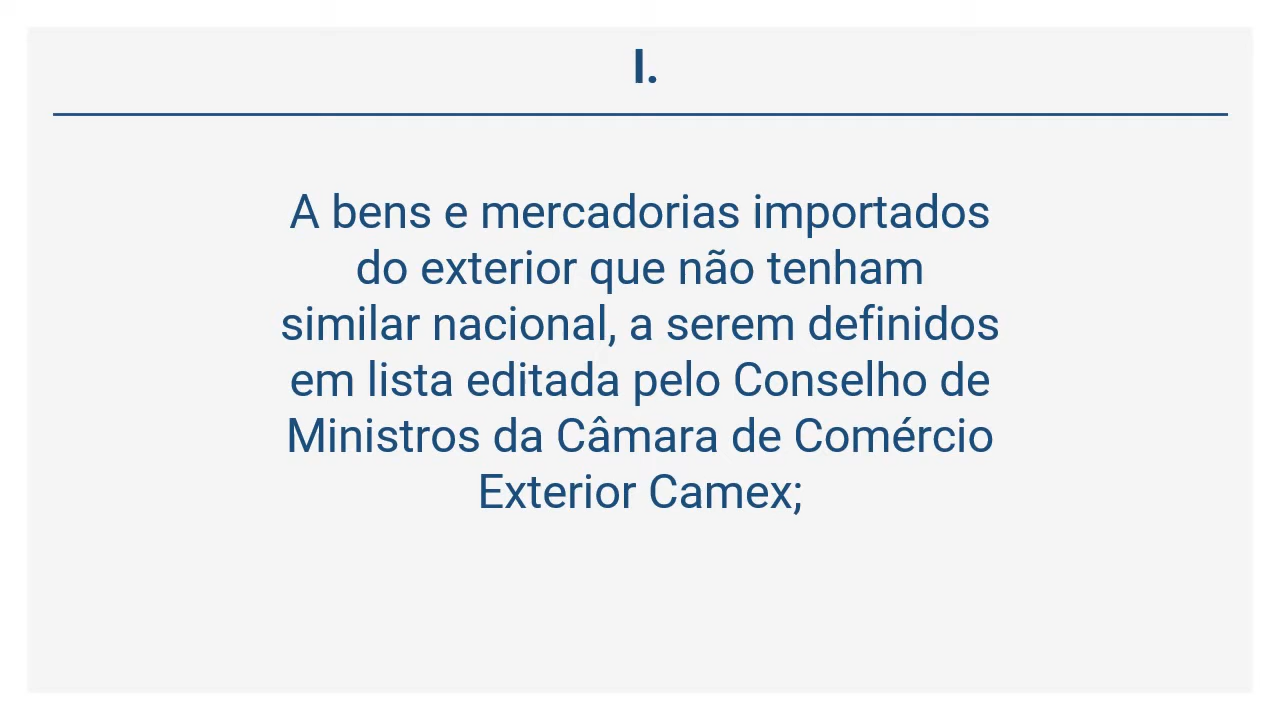 I.
A bens e mercadorias importados
do exterior que não tenham
similar nacional, a serem definidos
em lista editada pelo Conselho de
Ministros da Câmara de Comércio
Exterior Camex;